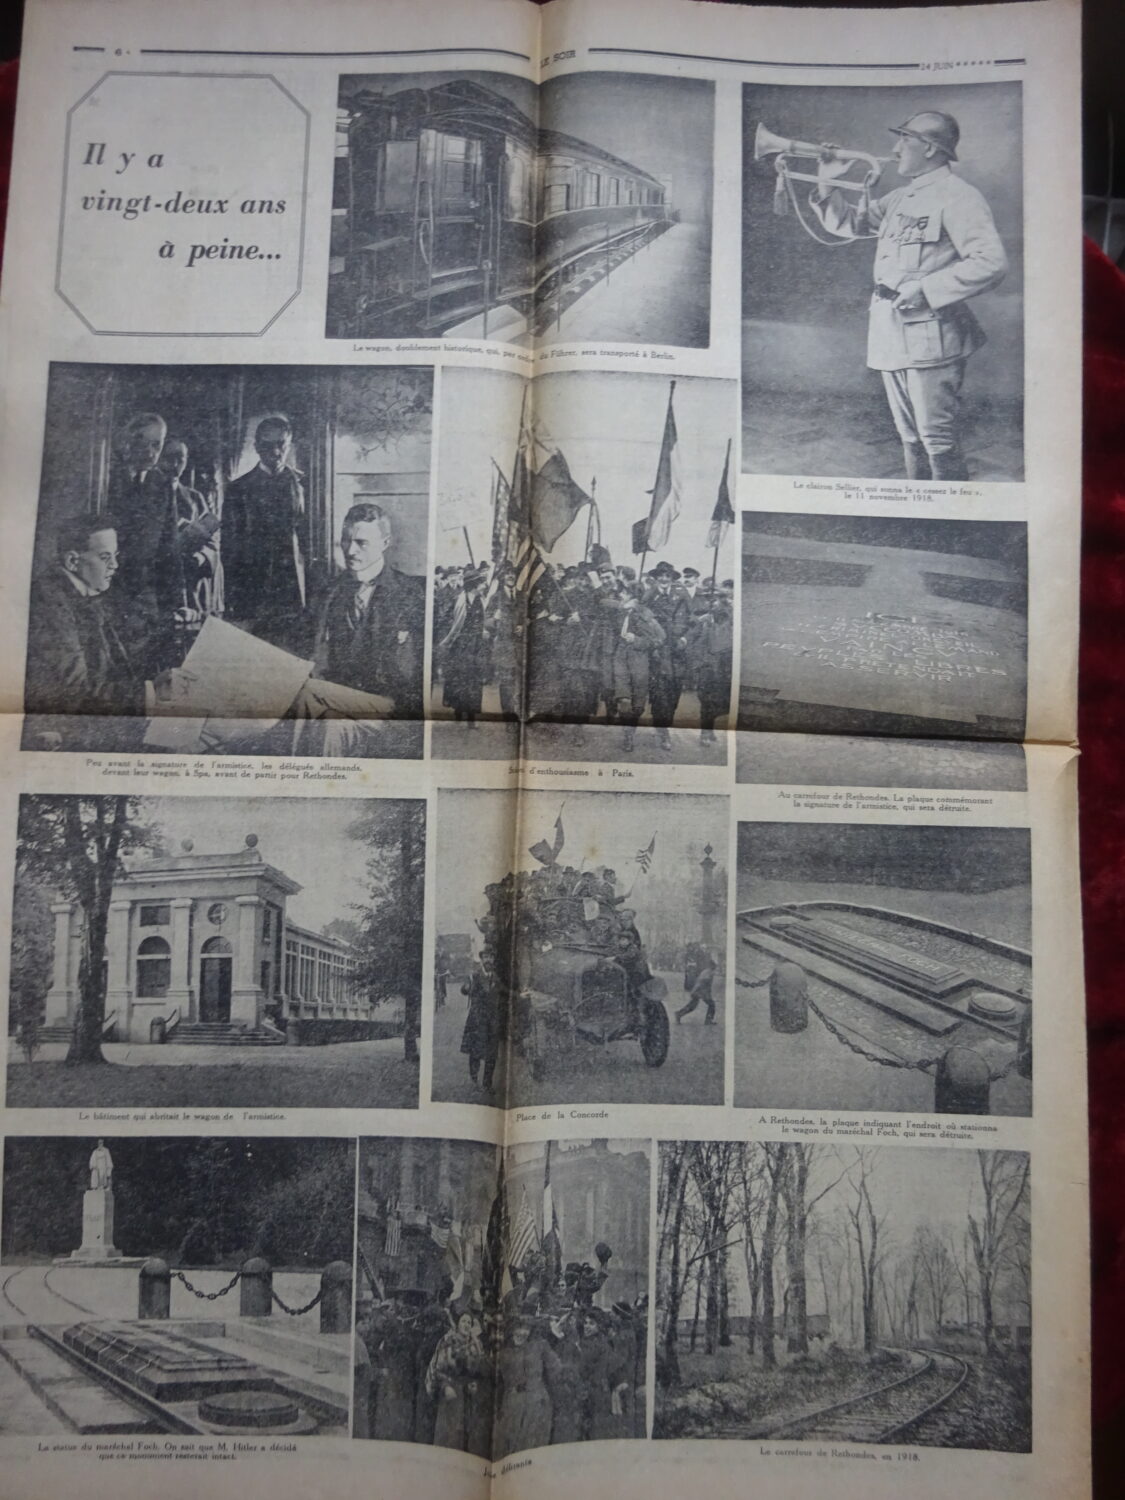 6
LE SOIR
24 JUIN *****
Il y a
vingt-deux ans
à peine...
Le wagon, doublement historique, qui, par ordre du Führer, sera transporté à Berlin.
Le clairon Sellier, qui sonna le « cessez le feu »,
le 11 novembre 1918.
Peu avant la signature de l'armistice, les délégués allemands,
devant leur wagon, à Spa, avant de partir pour Rethondes.
d'enthousiasme à Paris.
PEUPLES LIBRES
ASSERVIR
Au carrefour de Rethondes. La plaque commémorant
la signature de l'armistice, qui sera détruite.
Le bâtiment qui abritait le wagon de l'armistice.
Place de la Concorde
A Rethondes, la plaque indiquant l'endroit où stationna
le wagon du maréchal Foch, qui sera détruite.
La statue du maréchal Foch. On sait que M. Hitler a décidé
que ce monument resterait intact.
délirante
Le carrefour de Rethondes, en 1918.